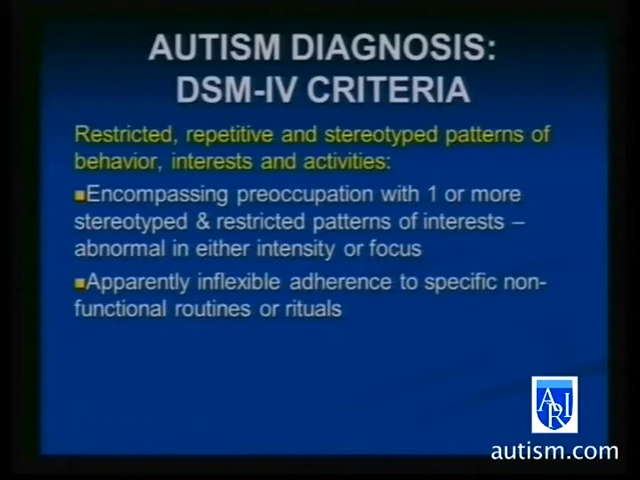 AUTISM DIAGNOSIS:
DSM-IV CRITERIA
Restricted, repetitive and stereotyped patterns of
behavior, interests and activities:
■Encompassing preoccupation with 1 or more
stereotyped & restricted patterns of interests –
abnormal in either intensity or focus
■Apparently inflexible adherence to specific non-
functional routines or rituals
ARI
autism.com